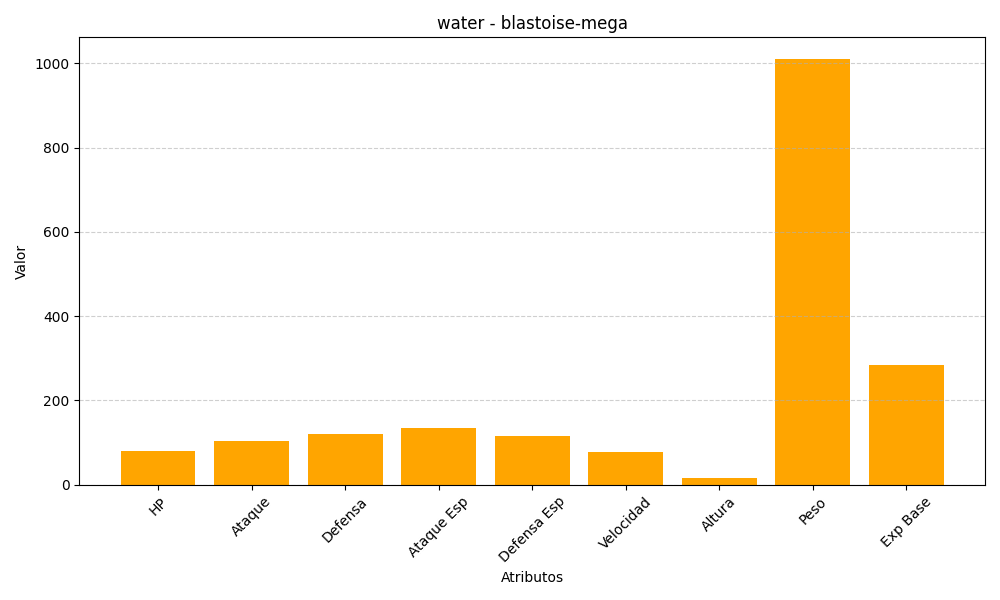 water - blastoise-mega
Valor
1000
800
600
400
200
0
HP
Ataque
Defensa
Ataque Esp
Defensa Esp
Velocidad
Altura
Peso
Exp Base
Atributos